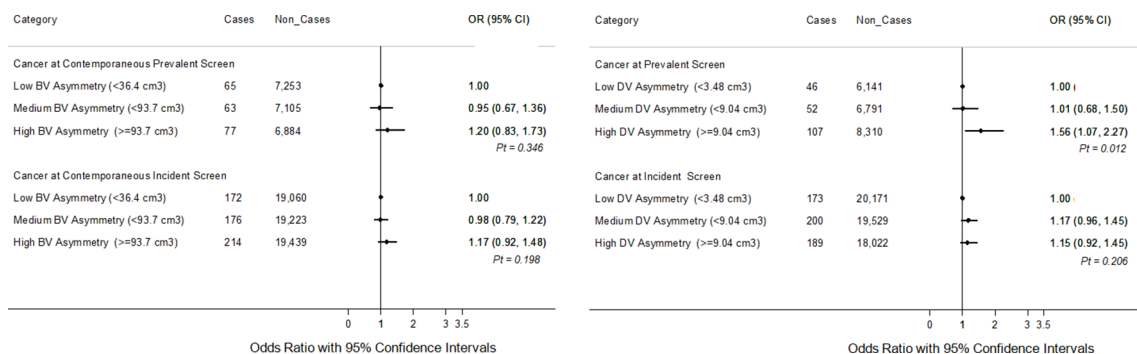 Category Cases Non_Cases OR (95% CI)
Cancer at Contemporaneous Prevalent Screen
Low BV Asymmetry (<36.4 cm3) 65 7,253 1.00
Medium BV Asymmetry (<93.7 cm3) 63 7,105 0.95 (0.67, 1.36)
High BV Asymmetry (>=93.7 cm3) 77 6,884 1.20 (0.83, 1.73)
Pt = 0.346
Cancer at Contemporaneous Incident Screen
Low BV Asymmetry (<36.4 cm3) 172 19,060 1.00
Medium BV Asymmetry (<93.7 cm3) 176 19,223 0.98 (0.79, 1.22)
High BV Asymmetry (>=93.7 cm3) 214 19,439 1.17 (0.92, 1.48)
Pt = 0.198
0 1 2 3 3.5
Odds Ratio with 95% Confidence Intervals
Category Cases Non_Cases OR (95% CI)
Cancer at Prevalent Screen
Low DV Asymmetry (<3.48 cm3) 46 6,141 1.00 (
Medium DV Asymmetry (<9.04 cm3) 52 6,791 1.01 (0.68, 1.50)
High DV Asymmetry (>=9.04 cm3) 107 8,310 1.56 (1.07, 2.27)
Pt = 0.012
Cancer at Incident Screen
Low DV Asymmetry (<3.48 cm3) 173 20,171 1.00
Medium DV Asymmetry (<9.04 cm3) 200 19,529 1.17 (0.96, 1.45)
High DV Asymmetry (>=9.04 cm3) 189 18,022 1.15 (0.92, 1.45)
Pt = 0.206
0 1 2 3 3.5
Odds Ratio with 95% Confidence Intervals